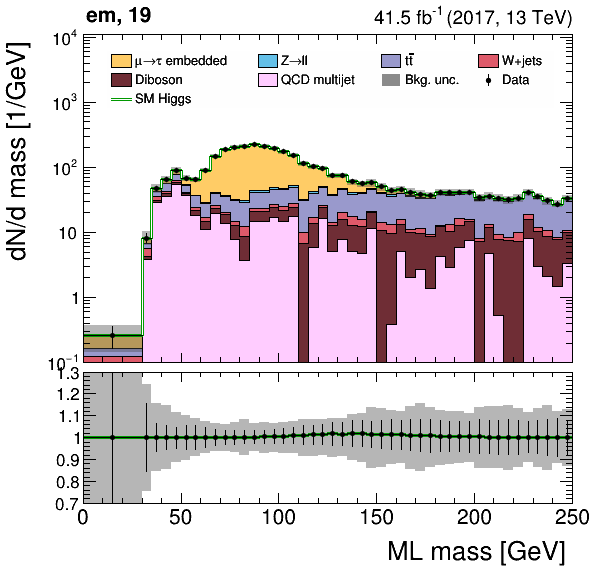 em, 19
41.5 fb⁻¹ (2017, 13 TeV)
dN/d mass [1/GeV]
10⁴
10³
10²
10
1
10⁻¹
μ→τ embedded
Z→ll
tt̄
W+jets
Diboson
QCD multijet
Bkg. unc.
Data
SM Higgs
1.3
1.2
1.1
1
0.9
0.8
0.7
0 50 100 150 200 250
ML mass [GeV]